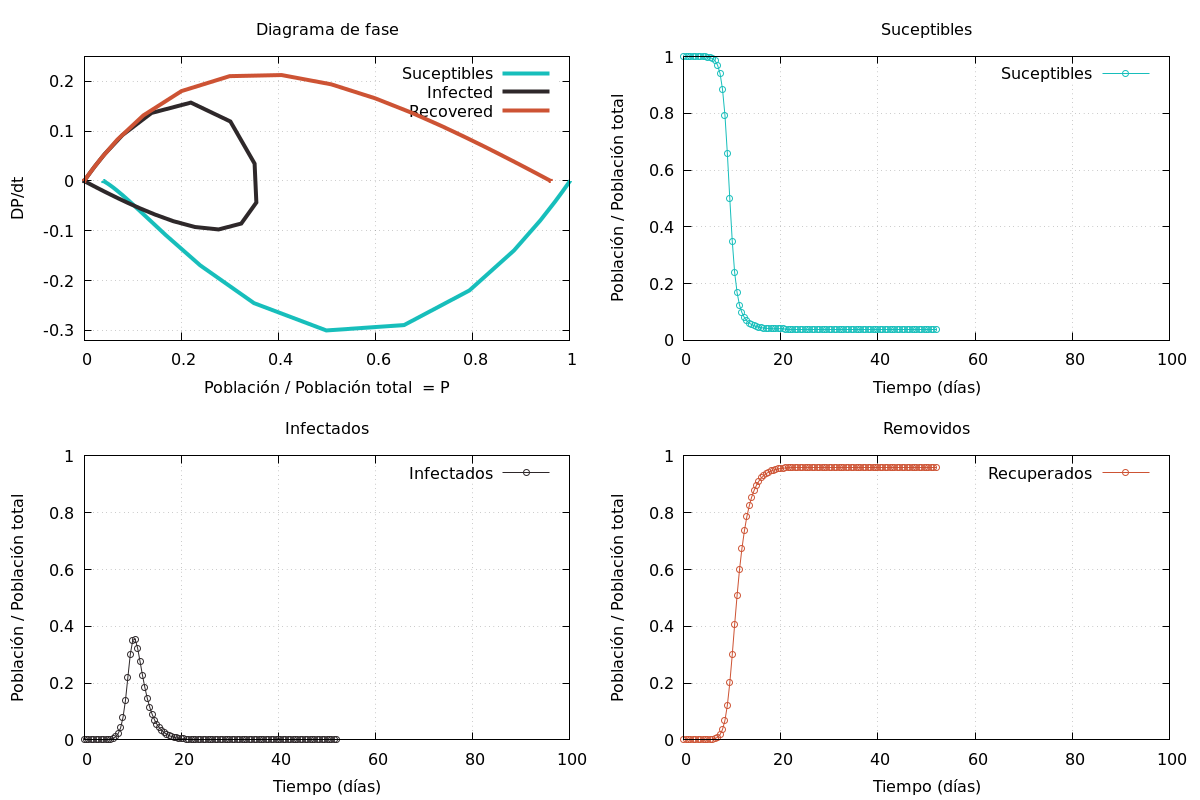 Diagrama de fase
Suceptibles
Infected
Recovered
0.2
0.1
0
-0.1
-0.2
-0.3
DP/dt
0 0.2 0.4 0.6 0.8 1
Población / Población total = P
Suceptibles
Suceptibles
1
0.8
0.6
0.4
0.2
0
Población / Población total
0 20 40 60 80 100
Tiempo (días)
Infectados
Infectados
1
0.8
0.6
0.4
0.2
0
Población / Población total
0 20 40 60 80 100
Tiempo (días)
Removidos
Recuperados
1
0.8
0.6
0.4
0.2
0
Población / Población total
0 20 40 60 80 100
Tiempo (días)